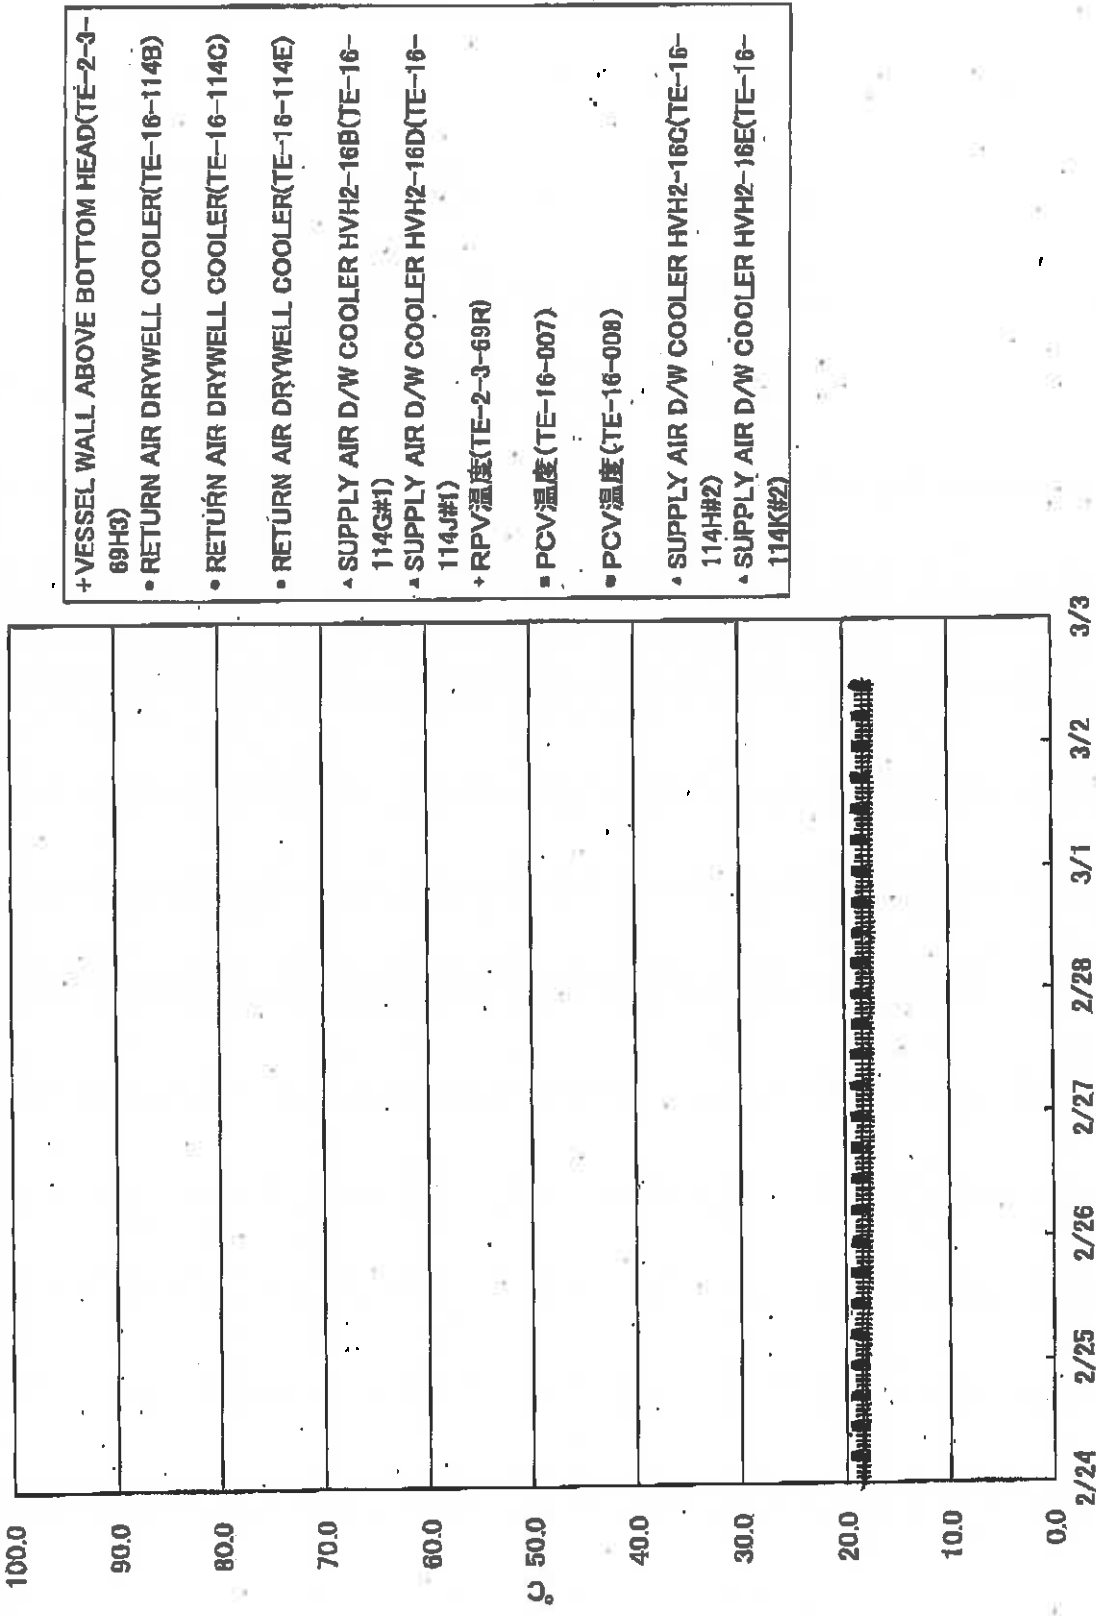 + VESSEL WALL ABOVE BOTTOM HEAD(TE-2-3-
69H3)
• RETURN AIR DRYWELL COOLER(TE-16-114B)
• RETURN AIR DRYWELL COOLER(TE-16-114C)
• RETURN AIR DRYWELL COOLER(TE-16-114E)
▲ SUPPLY AIR D/W COOLER HVH2-16B(TE-16-
114G#1)
▲ SUPPLY AIR D/W COOLER HVH2-16D(TE-16-
114J#1)
+ RPV温度(TE-2-3-69R)
■ PCV温度(TE-16-007)
■ PCV温度(TE-16-008)
▲ SUPPLY AIR D/W COOLER HVH2-16C(TE-16-
114H#2)
▲ SUPPLY AIR D/W COOLER HVH2-16E(TE-16-
114K#2)
100.0
90.0
80.0
70.0
60.0
℃ 50.0
40.0
30.0
20.0
10.0
0.0
2/24 2/25 2/26 2/27 2/28 3/1 3/2 3/3